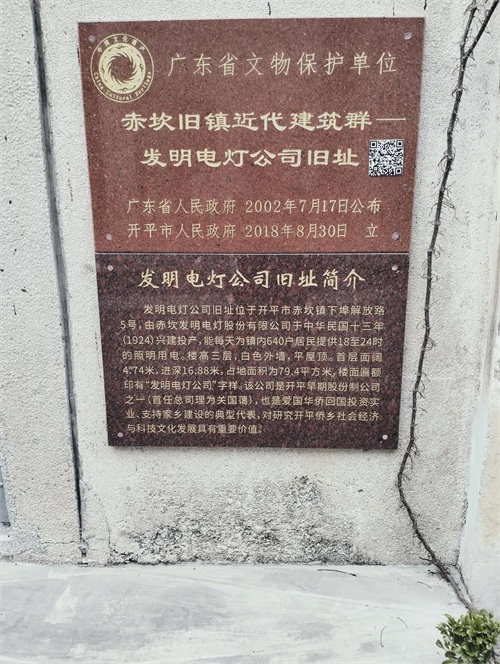 中国文化遗产
China Cultural Heritage
广东省文物保护单位
赤坎旧镇近代建筑群——
发明电灯公司旧址
广东省人民政府 2002年7月17日公布
开平市人民政府 2018年8月30日 立
发明电灯公司旧址简介
发明电灯公司旧址位于开平市赤坎镇下埠解放路
5号,由赤坎发明电灯股份有限公司于中华民国十三年
(1924)兴建投产,能每天为镇内640户居民提供18至24时
的照明用电。楼高三层,白色外墙,平屋顶。首层面阔
4.74米,进深16.88米,占地面积为79.4平方米,楼面匾额
印有“发明电灯公司”字样,该公司是开平早期股份制公司
之一(首任总司理为关国蔼),也是爱国华侨回国投资实
业、支持家乡建设的典型代表,对研究开平侨乡社会经济
与科技文化发展具有重要价值。